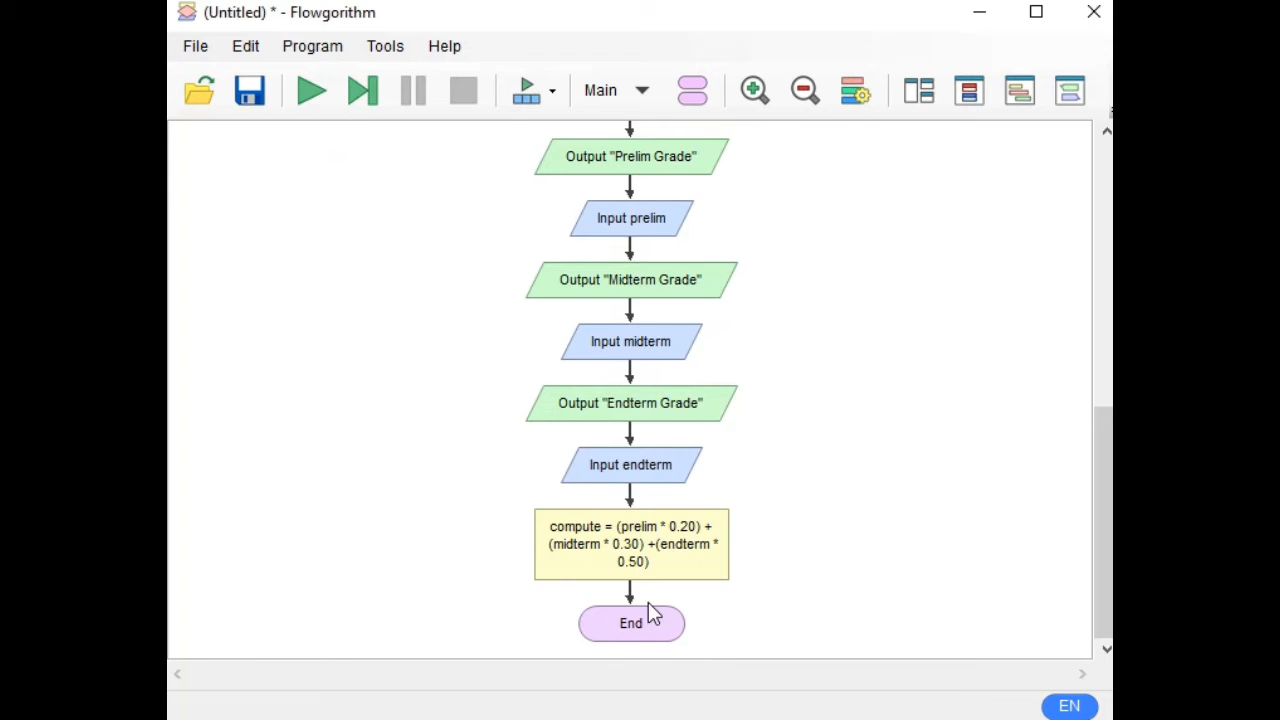 (Untitled) * - Flowgorithm
File Edit Program Tools Help
Main
Output "Prelim Grade"
Input prelim
Output "Midterm Grade"
Input midterm
Output "Endterm Grade"
Input endterm
compute = (prelim * 0.20) +
(midterm * 0.30) +(endterm *
0.50)
End
EN